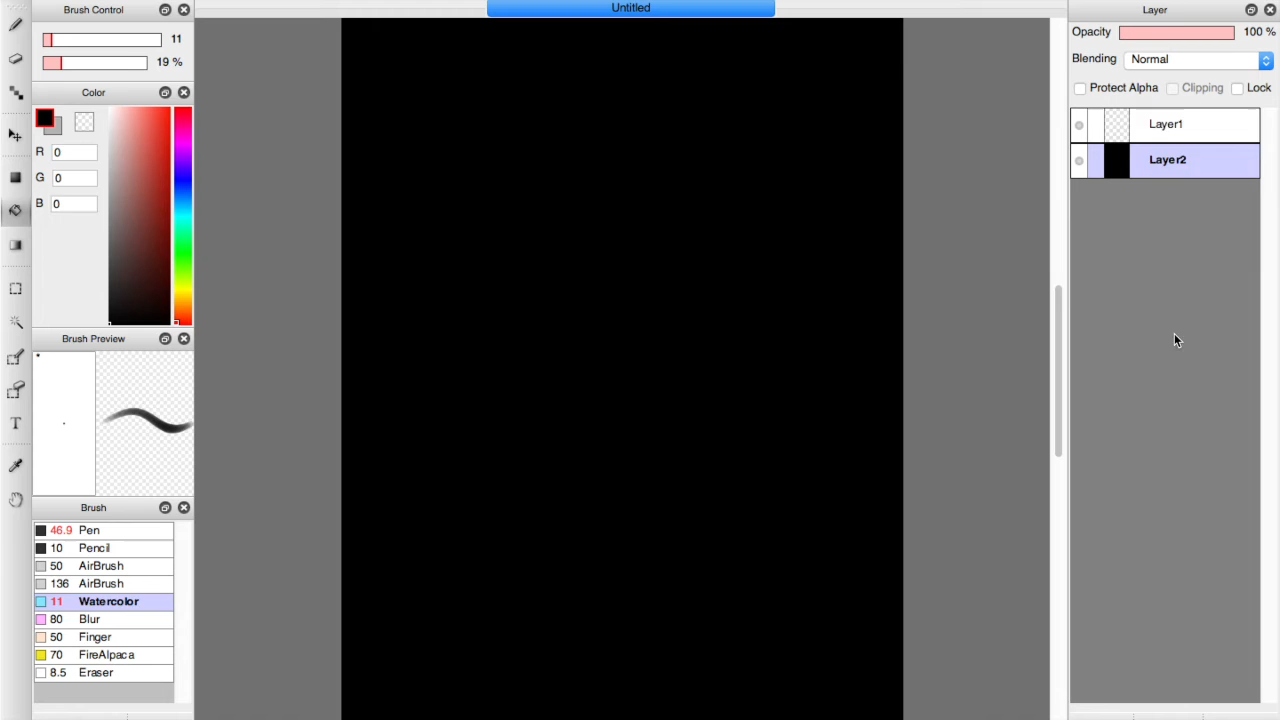 Untitled
Brush Control
11
19 %
Color
R 0
G 0
B 0
Brush Preview
T
Brush
46.9 Pen
10 Pencil
50 AirBrush
136 AirBrush
11 Watercolor
80 Blur
50 Finger
70 FireAlpaca
8.5 Eraser
Layer
Opacity 100 %
Blending Normal
Protect Alpha Clipping Lock
Layer1
Layer2